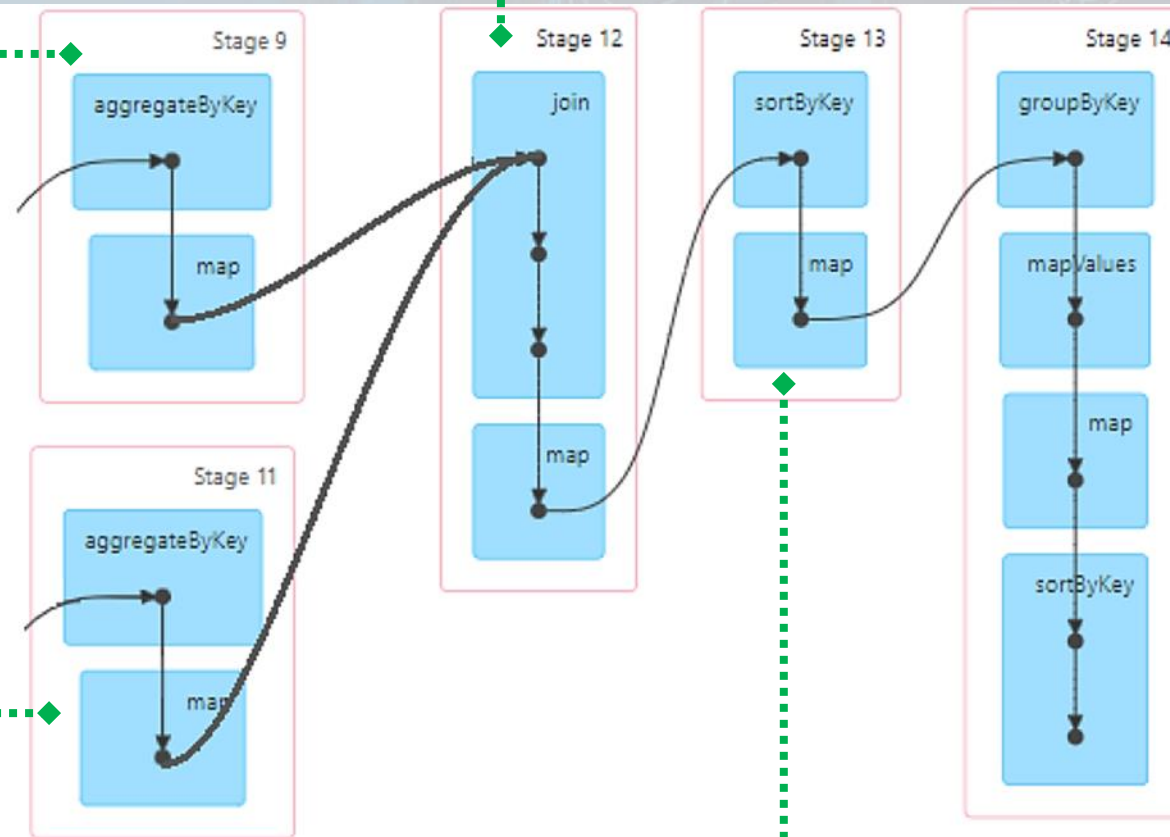 Stage 9
aggregateByKey
map
Stage 11
aggregateByKey
map
Stage 12
join
map
Stage 13
sortByKey
map
Stage 14
groupByKey
mapValues
map
sortByKey